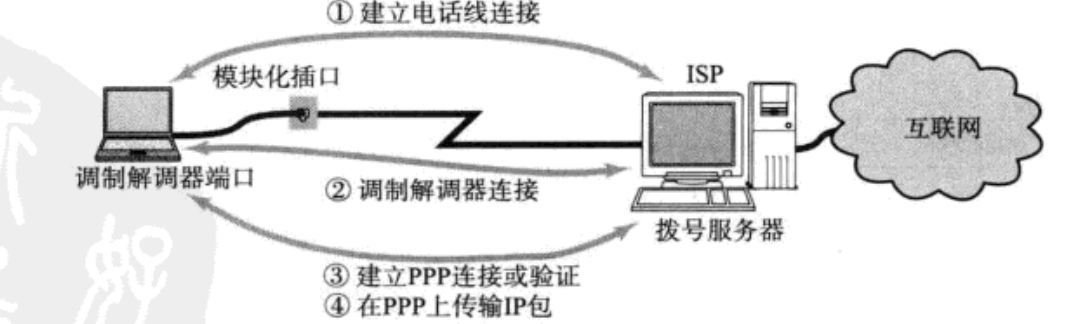 ① 建立电话线连接
模块化插口
ISP
互联网
调制解调器端口
② 调制解调器连接
拨号服务器
③ 建立PPP连接或验证
④ 在PPP上传输IP包